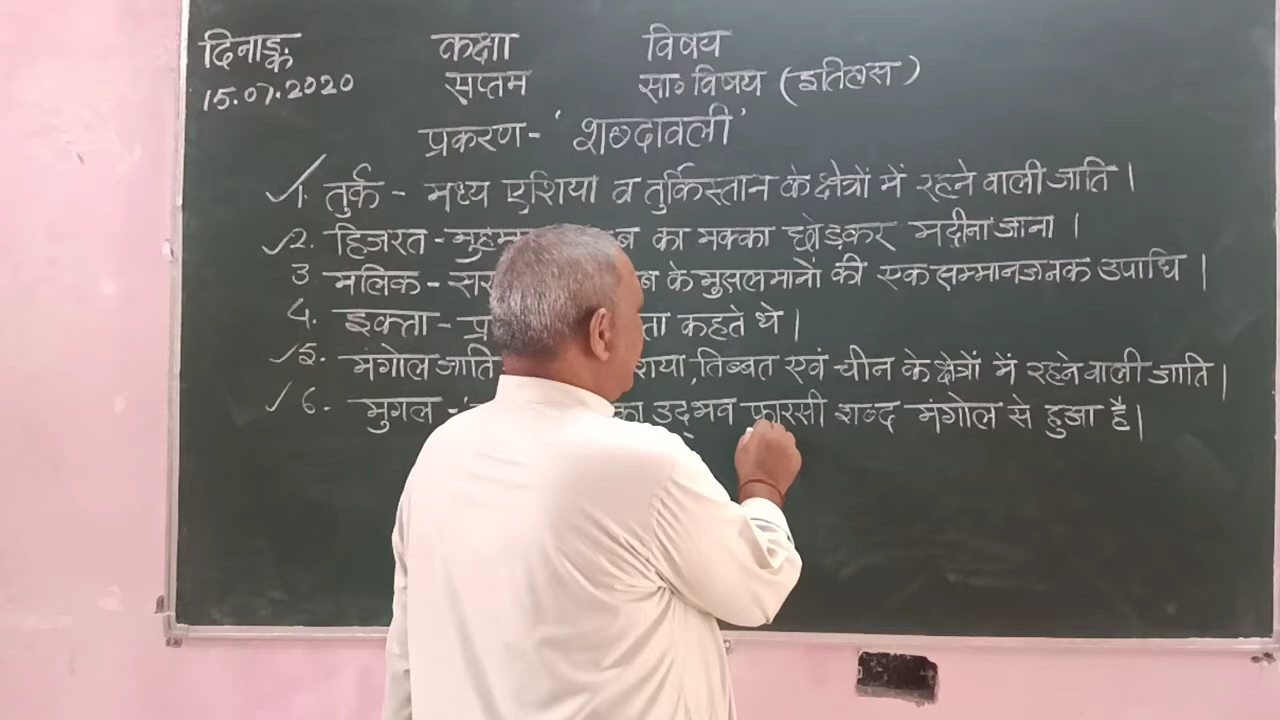 दिनाङ्क कक्षा विषय
15.07.2020 सप्तम सा॰ विषय (इतिहास)
प्रकरण- 'शब्दावली'
1. तुर्क - मध्य एशिया व तुर्किस्तान के क्षेत्रों में रहने वाली जाति।
2. हिजरत - का मक्का छोड़कर मदीना जाना।
3 मलिक - के मुसलमानों की एक सम्मानजनक उपाधि।
4. इक्ता - कहते थे।
5. मंगोल जाति तिब्बत एवं चीन के क्षेत्रों में रहने वाली जाति।
6. मुगल - का उद्भव फारसी शब्द मंगोल से हुआ है।